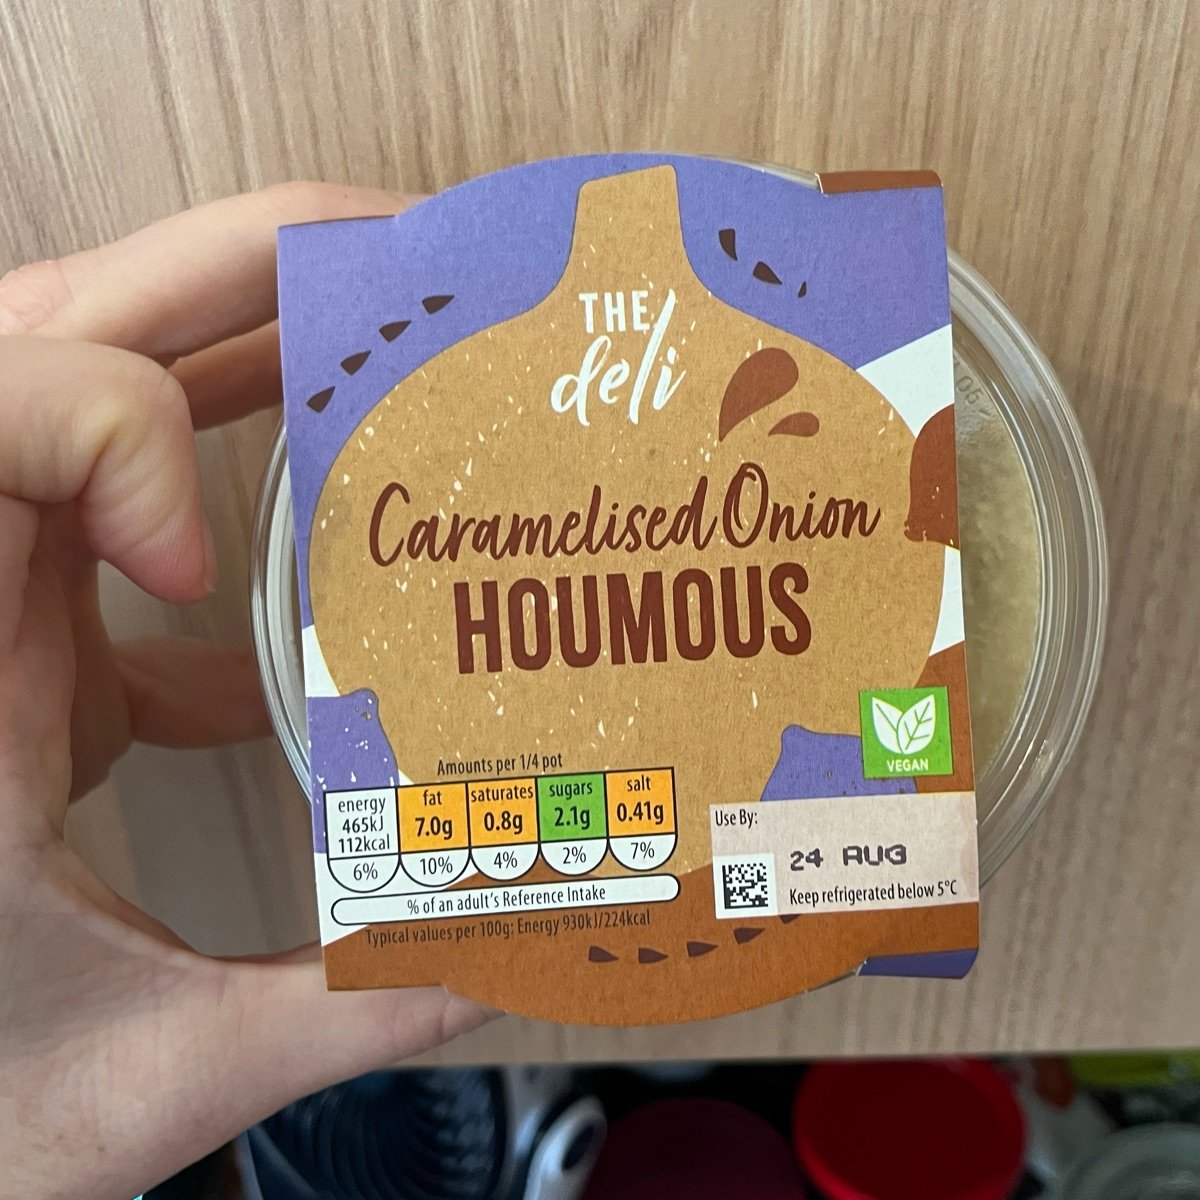 THE
deli
Caramelised Onion
HOUMOUS
VEGAN
Amounts per 1/4 pot
energy
465kJ
112kcal
6%
fat
7.0g
10%
saturates
0.8g
4%
sugars
2.1g
2%
salt
0.41g
7%
% of an adult's Reference Intake
Typical values per 100g: Energy 930kJ/224kcal
Use By:
24 AUG
Keep refrigerated below 5°C